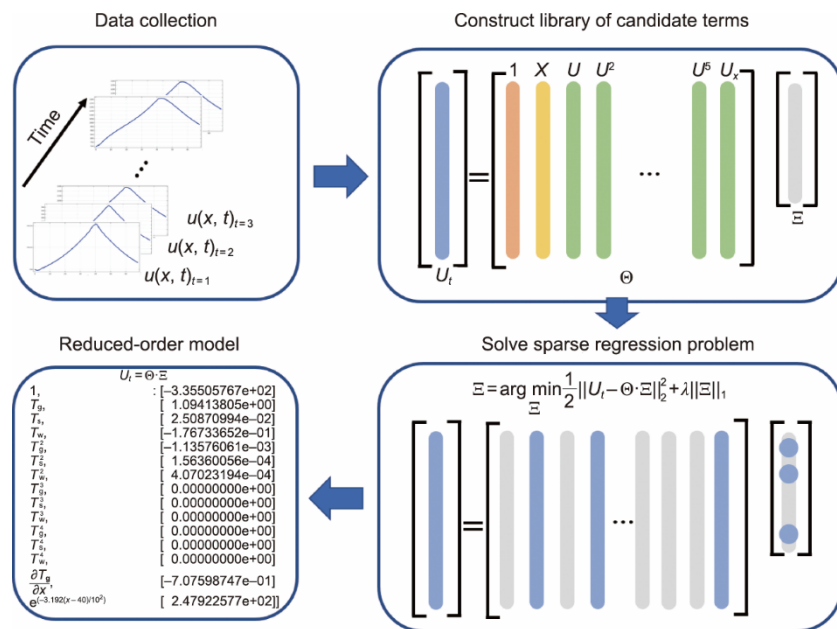 Data collection
Time
...
u(x, t)t=3
u(x, t)t=2
u(x, t)t=1
Construct library of candidate terms
1 X U U² ... U⁵ Uₓ
=
Ξ
Uₜ
Θ
Reduced-order model
Uₜ=Θ·Ξ
1, : [−3.35505767e+02]
T_g, [ 1.09413805e+00]
T_s, [ 2.50870994e−02]
T_w, [−1.76733652e−01]
T_g², [−1.13576061e−03]
T_s², [ 1.56360056e−04]
T_w², [ 4.07023194e−04]
T_g³, [ 0.00000000e+00]
T_s³, [ 0.00000000e+00]
T_w³, [ 0.00000000e+00]
T_g⁴, [ 0.00000000e+00]
T_s⁴, [ 0.00000000e+00]
T_w⁴, [ 0.00000000e+00]
∂T_g/∂x, [−7.07598747e−01]
e^(−3.192(x−40)/10²) [ 2.47922577e+02]]
Solve sparse regression problem
Ξ=arg min_Ξ 1/2||Uₜ−Θ·Ξ||₂²+λ||Ξ||₁
=
...